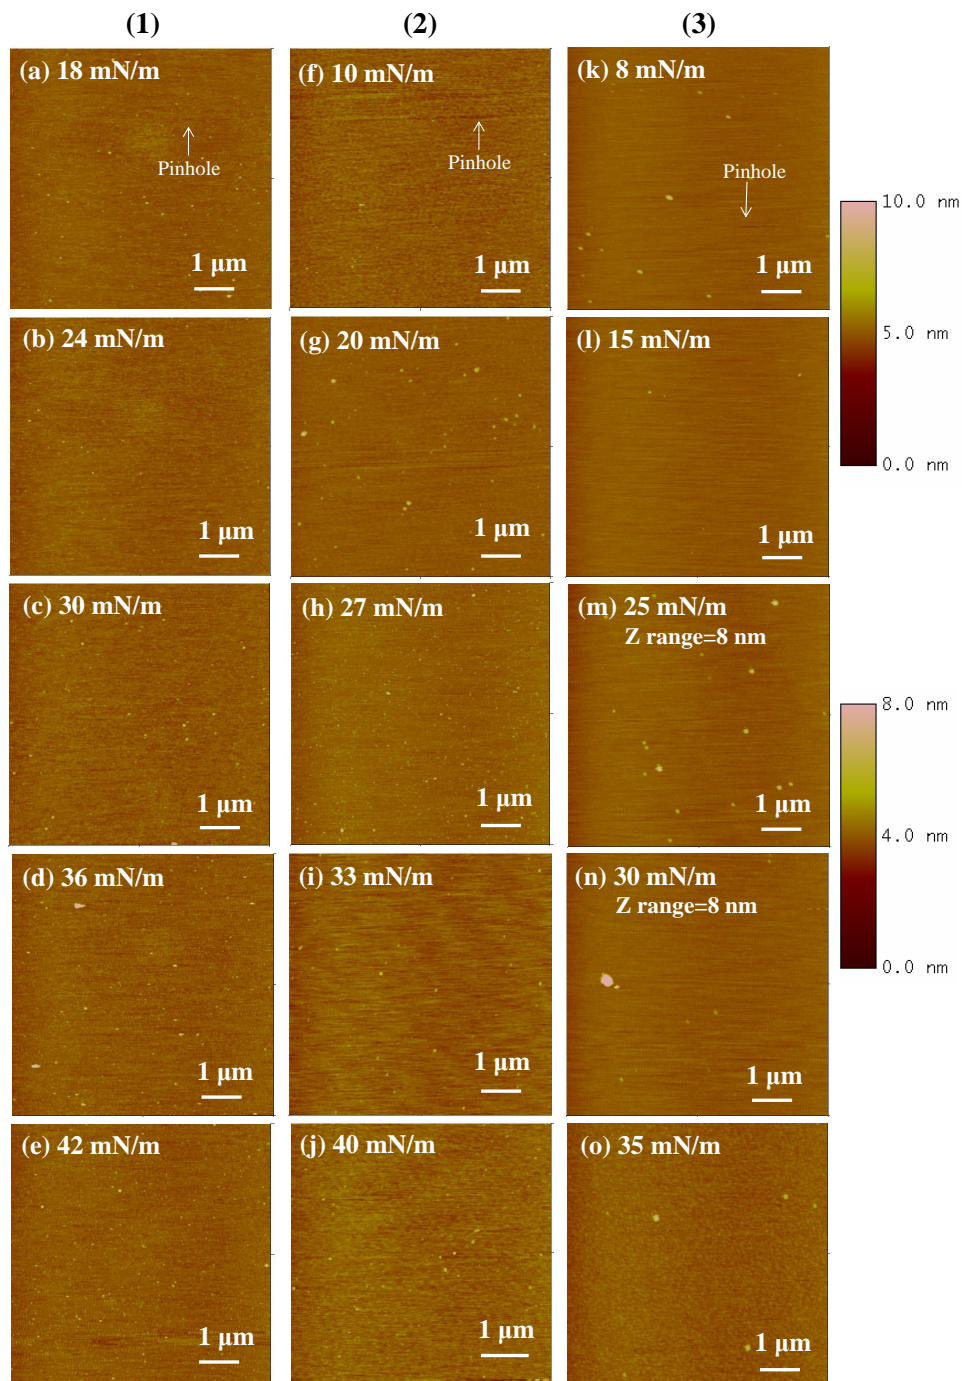 (1) (2) (3)
(a) 18 mN/m
Pinhole
1 μm
(f) 10 mN/m
Pinhole
1 μm
(k) 8 mN/m
Pinhole
1 μm
10.0 nm
5.0 nm
0.0 nm
(b) 24 mN/m
1 μm
(g) 20 mN/m
1 μm
(l) 15 mN/m
1 μm
(c) 30 mN/m
1 μm
(h) 27 mN/m
1 μm
(m) 25 mN/m
Z range=8 nm
1 μm
8.0 nm
4.0 nm
0.0 nm
(d) 36 mN/m
1 μm
(i) 33 mN/m
1 μm
(n) 30 mN/m
Z range=8 nm
1 μm
(e) 42 mN/m
1 μm
(j) 40 mN/m
1 μm
(o) 35 mN/m
1 μm